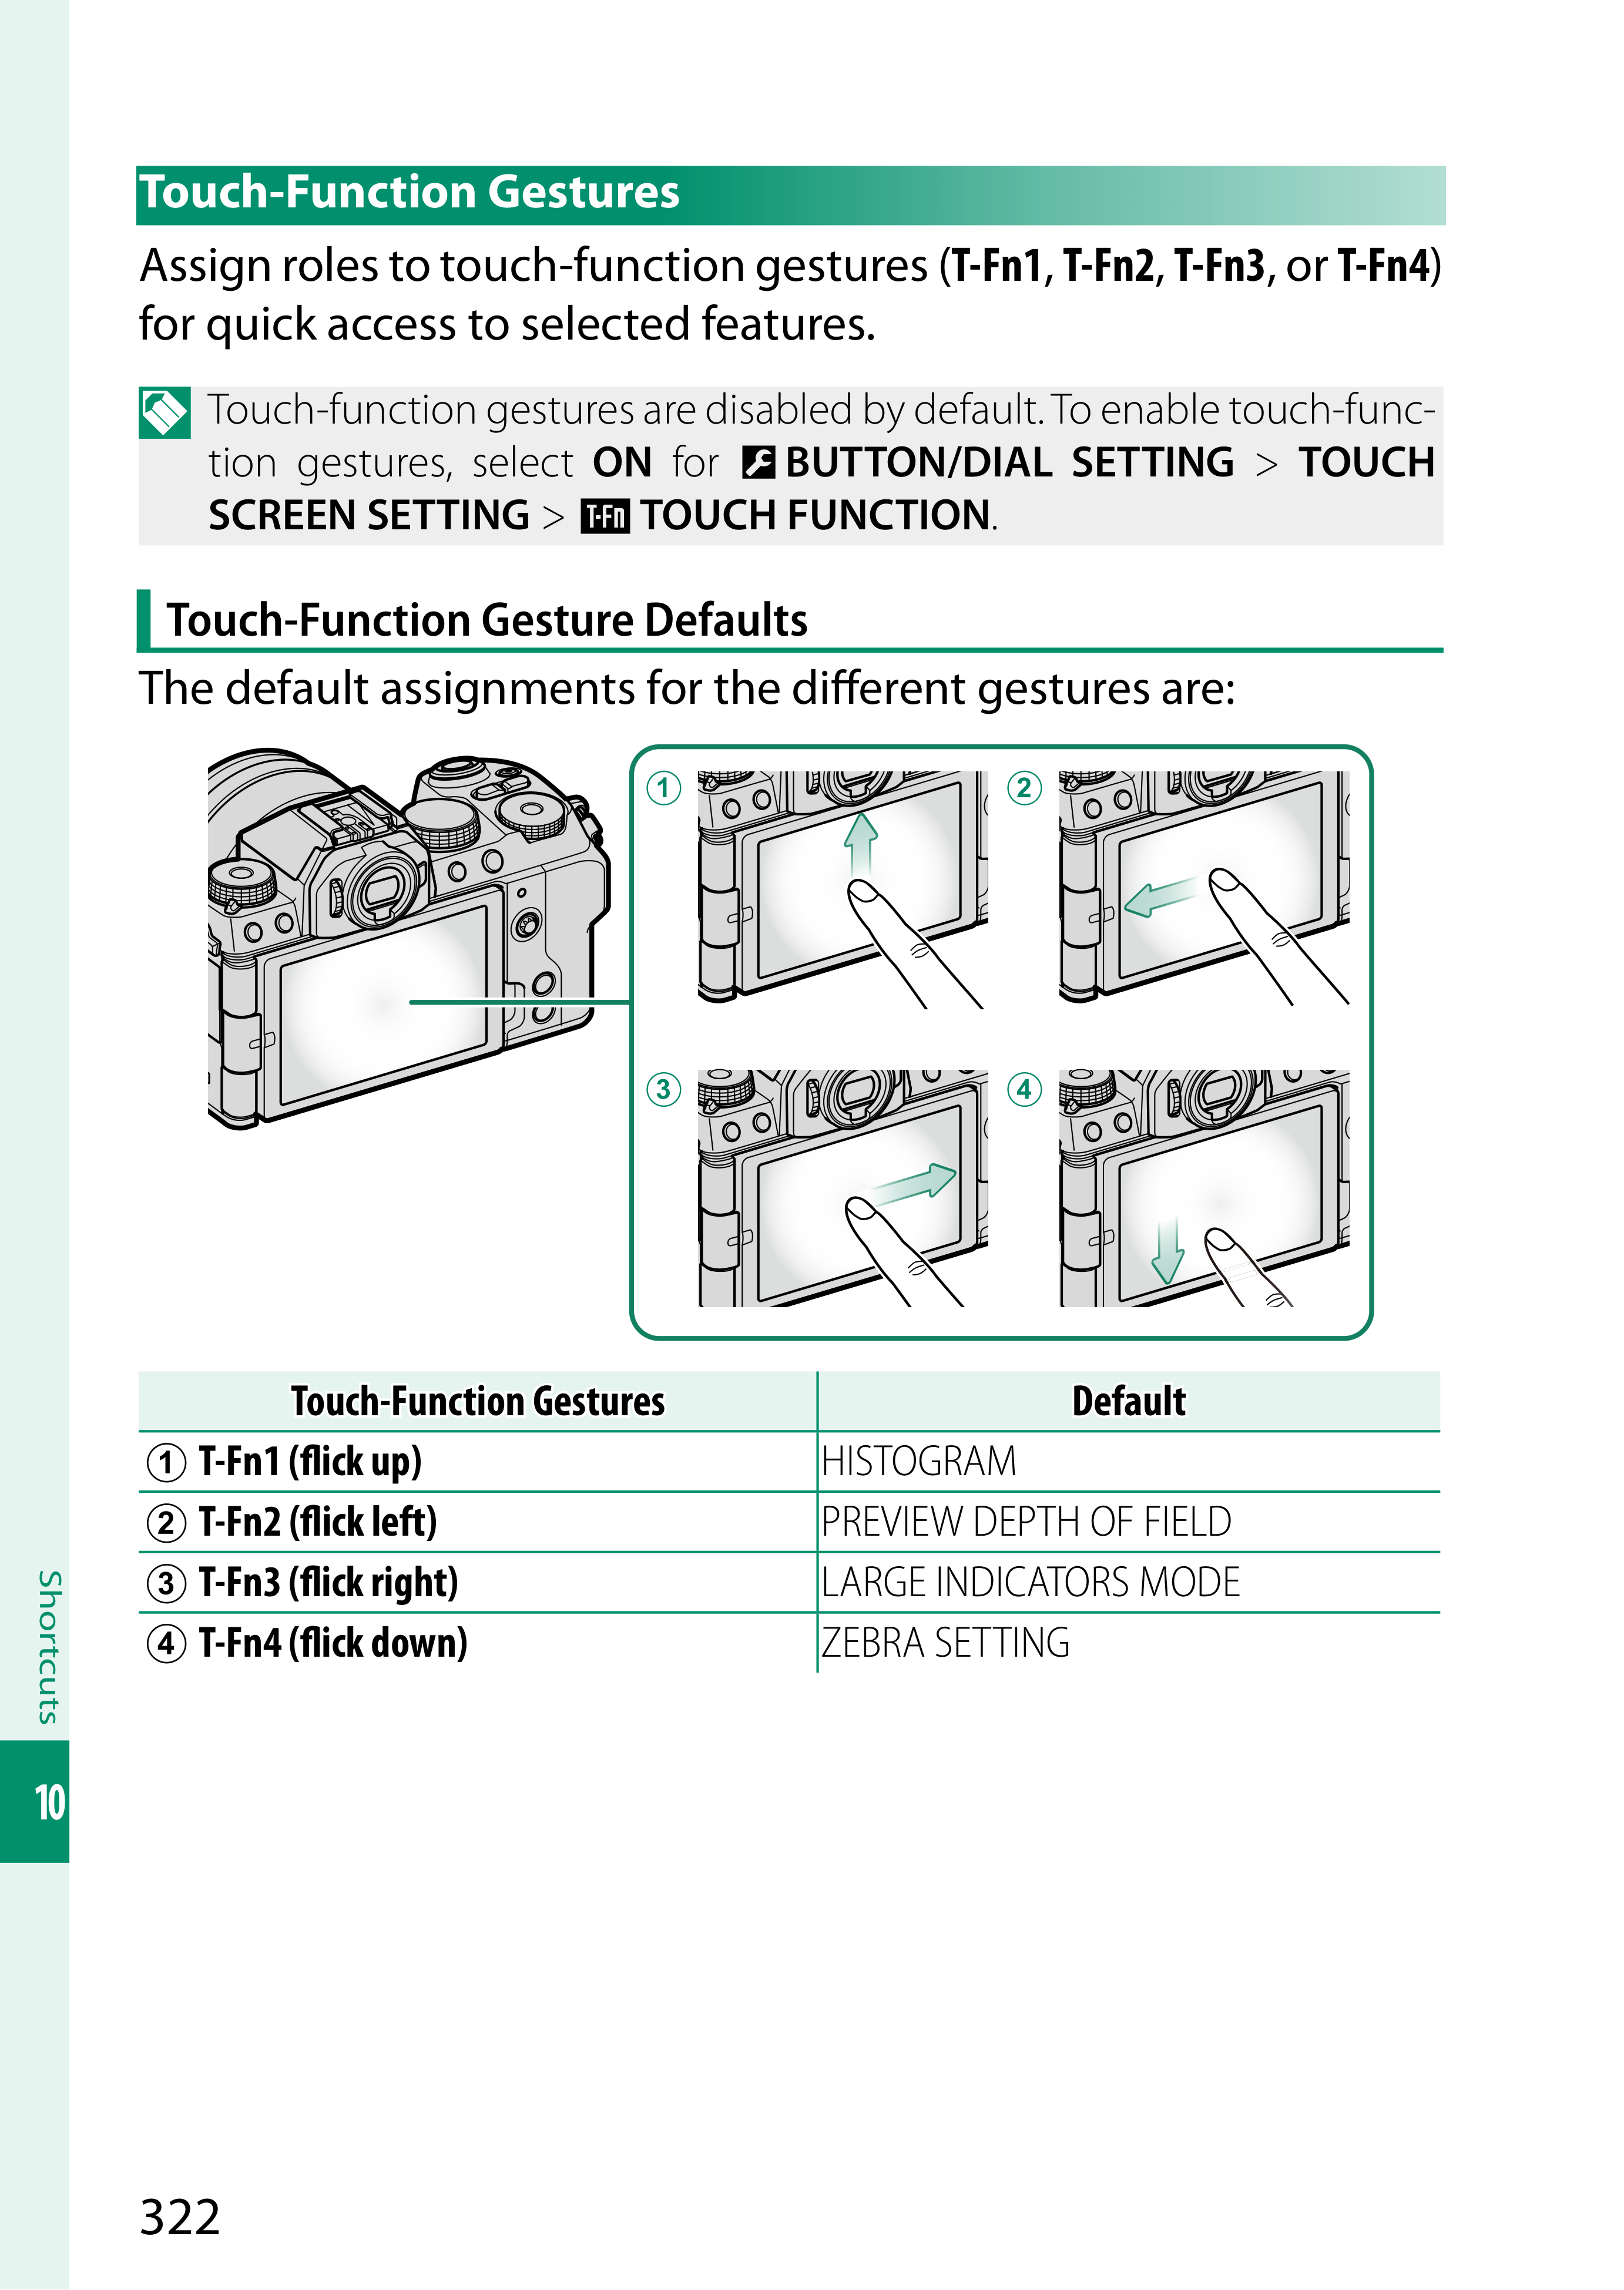 Touch-Function Gestures
Assign roles to touch-function gestures (T-Fn1, T-Fn2, T-Fn3, or T-Fn4)
for quick access to selected features.
Touch-function gestures are disabled by default. To enable touch-func-
tion gestures, select ON for BUTTON/DIAL SETTING > TOUCH
SCREEN SETTING > T-Fn TOUCH FUNCTION.
Touch-Function Gesture Defaults
The default assignments for the different gestures are:
① ②
③ ④
Touch-Function Gestures Default
① T-Fn1 (flick up) HISTOGRAM
② T-Fn2 (flick left) PREVIEW DEPTH OF FIELD
③ T-Fn3 (flick right) LARGE INDICATORS MODE
④ T-Fn4 (flick down) ZEBRA SETTING
Shortcuts
10
322